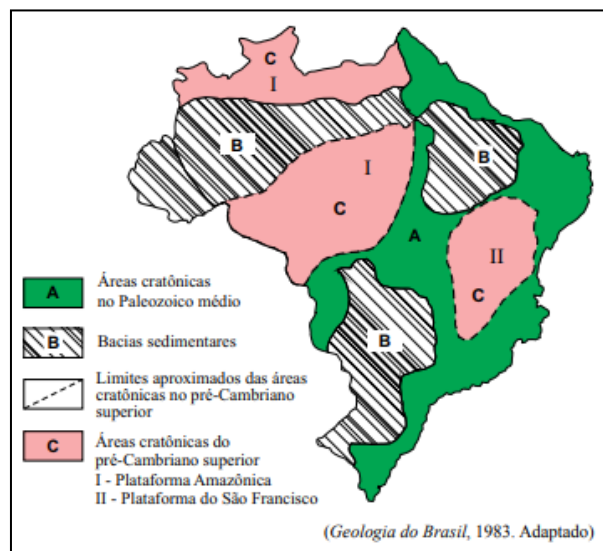 C
I
B
I
B
C
A
II
C
B
A
Áreas cratônicas
no Paleozoico médio
B
Bacias sedimentares
Limites aproximados das áreas
cratônicas no pré-Cambriano
superior
C
Áreas cratônicas do
pré-Cambriano superior
I - Plataforma Amazônica
II - Plataforma do São Francisco
(Geologia do Brasil, 1983. Adaptado)